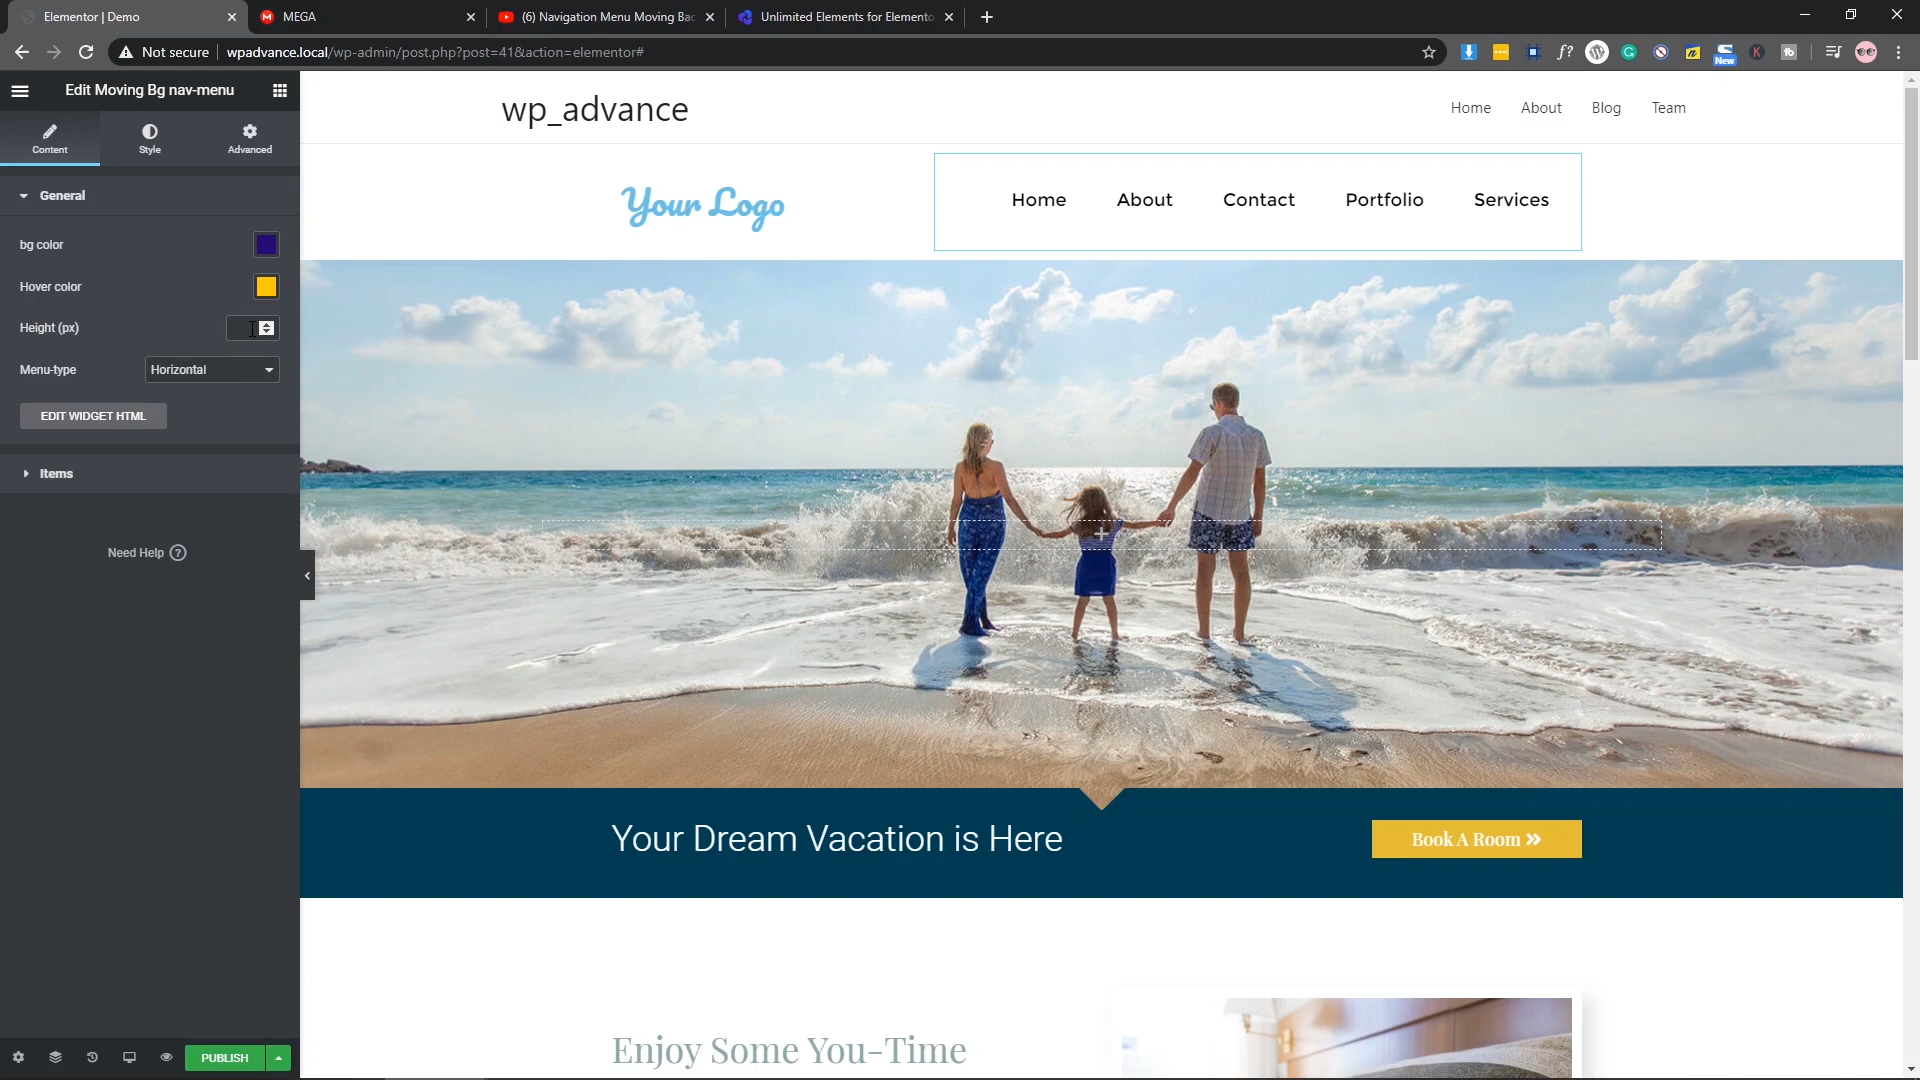 Elementor | Demo
MEGA
(6) Navigation Menu Moving Bac
Unlimited Elements for Elemento
Not secure
wpadvance.local/wp-admin/post.php?post=41&action=elementor#
New
Edit Moving Bg nav-menu
Content
Style
Advanced
General
bg color
Hover color
Height (px)
Menu-type
Horizontal
EDIT WIDGET HTML
Items
Need Help ?
PUBLISH
wp_advance
Home
About
Blog
Team
Your Logo
Home
About
Contact
Portfolio
Services
Your Dream Vacation is Here
Book A Room »
Enjoy Some You-Time